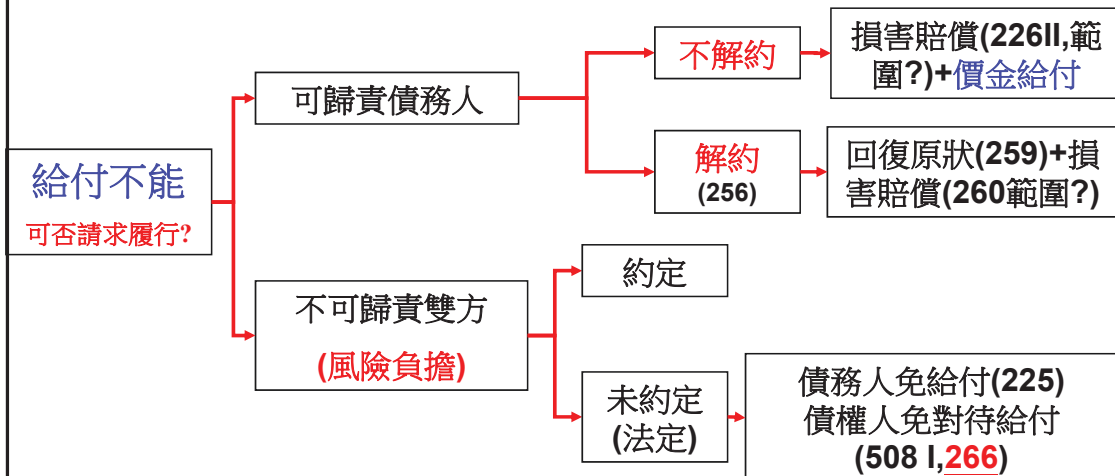 給付不能
可否請求履行?
可歸責債務人
不解約
損害賠償(226II,範
圍?)+價金給付
解約
(256)
回復原狀(259)+損
害賠償(260範圍?)
不可歸責雙方
(風險負擔)
約定
未約定
(法定)
債務人免給付(225)
債權人免對待給付
(508 I,266)